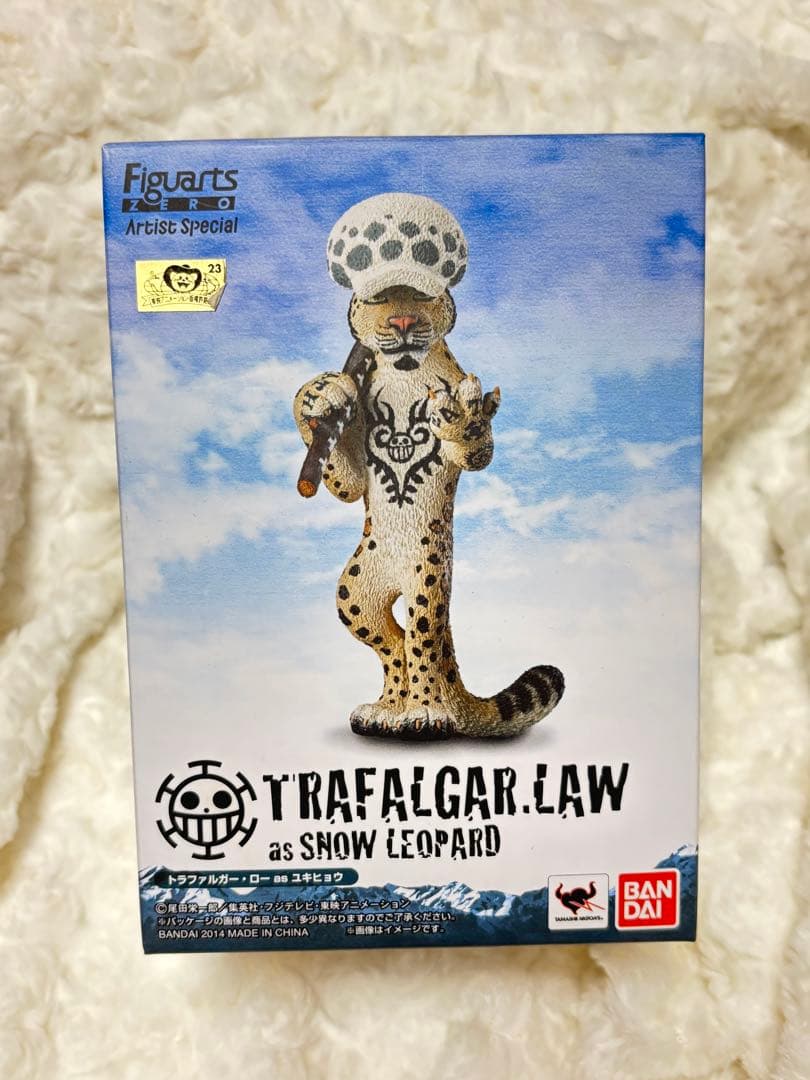 Figuarts
ZERO
Artist Special
23
TRAFALGAR.LAW
as SNOW LEOPARD
トラファルガー・ロー as ユキヒョウ
©尾田栄一郎／集英社・フジテレビ・東映アニメーション
※パッケージの画像と商品とは、多少異なりますのでご了承ください。
BANDAI 2014 MADE IN CHINA ※画像はイメージです。
TAMASHII NATIONS
BAN
DAI